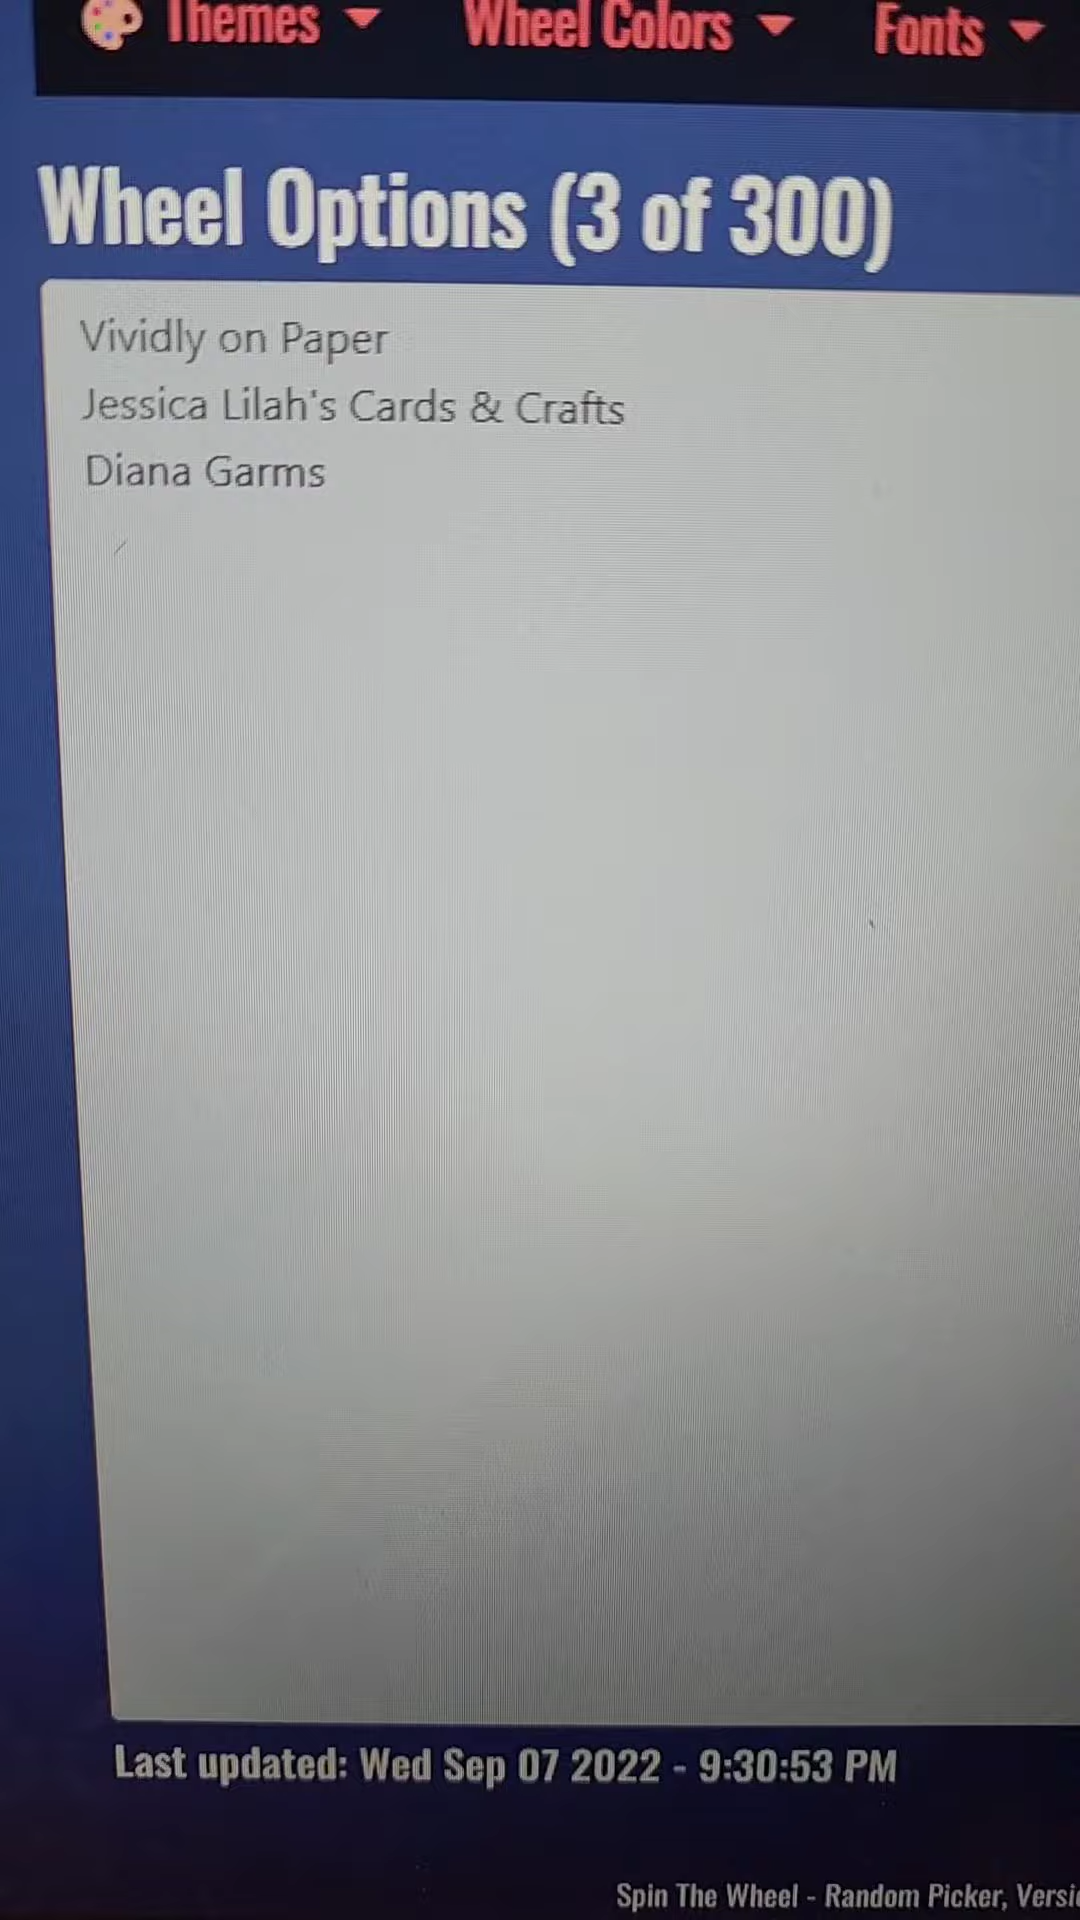 Themes Wheel Colors Fonts
Wheel Options (3 of 300)
Vividly on Paper
Jessica Lilah's Cards & Crafts
Diana Garms
Last updated: Wed Sep 07 2022 - 9:30:53 PM
Spin The Wheel - Random Picker,